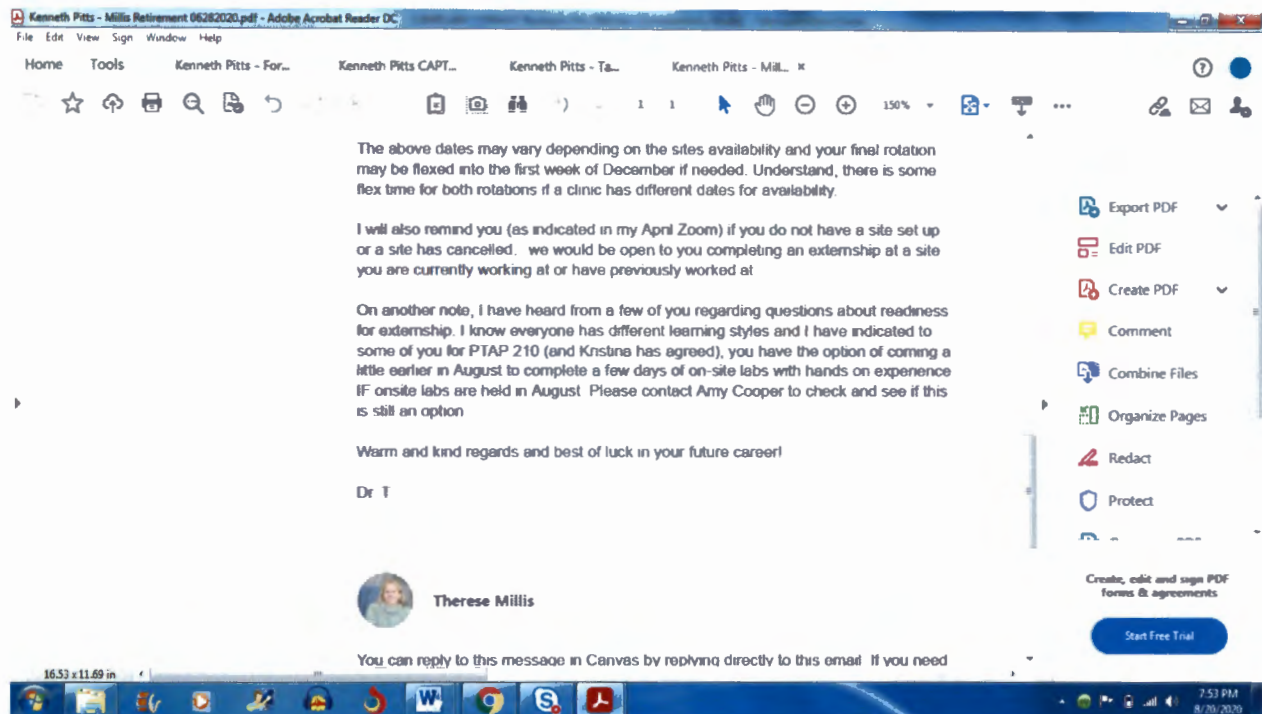 Kenneth Pitts - Millis Retirement 06282020.pdf - Adobe Acrobat Reader DC
File Edit View Sign Window Help
Home Tools Kenneth Pitts - For... Kenneth Pitts CAPT... Kenneth Pitts - Ta... Kenneth Pitts - Mill... ×
1 1 150%
The above dates may vary depending on the sites availability and your final rotation
may be flexed into the first week of December if needed. Understand, there is some
flex time for both rotations if a clinic has different dates for availability.
I will also remind you (as indicated in my April Zoom) if you do not have a site set up
or a site has cancelled. we would be open to you completing an externship at a site
you are currently working at or have previously worked at
On another note, I have heard from a few of you regarding questions about readiness
for externship. I know everyone has different learning styles and I have indicated to
some of you for PTAP 210 (and Kristina has agreed), you have the option of coming a
little earlier in August to complete a few days of on-site labs with hands on experience
IF onsite labs are held in August Please contact Amy Cooper to check and see if this
is still an option
Warm and kind regards and best of luck in your future career!
Dr T
Therese Millis
You can reply to this message in Canvas by replying directly to this email If you need
Export PDF
Edit PDF
Create PDF
Comment
Combine Files
Organize Pages
Redact
Protect
Create, edit and sign PDF
forms & agreements
Start Free Trial
16.53 x 11.69 in
7:53 PM
8/20/2020